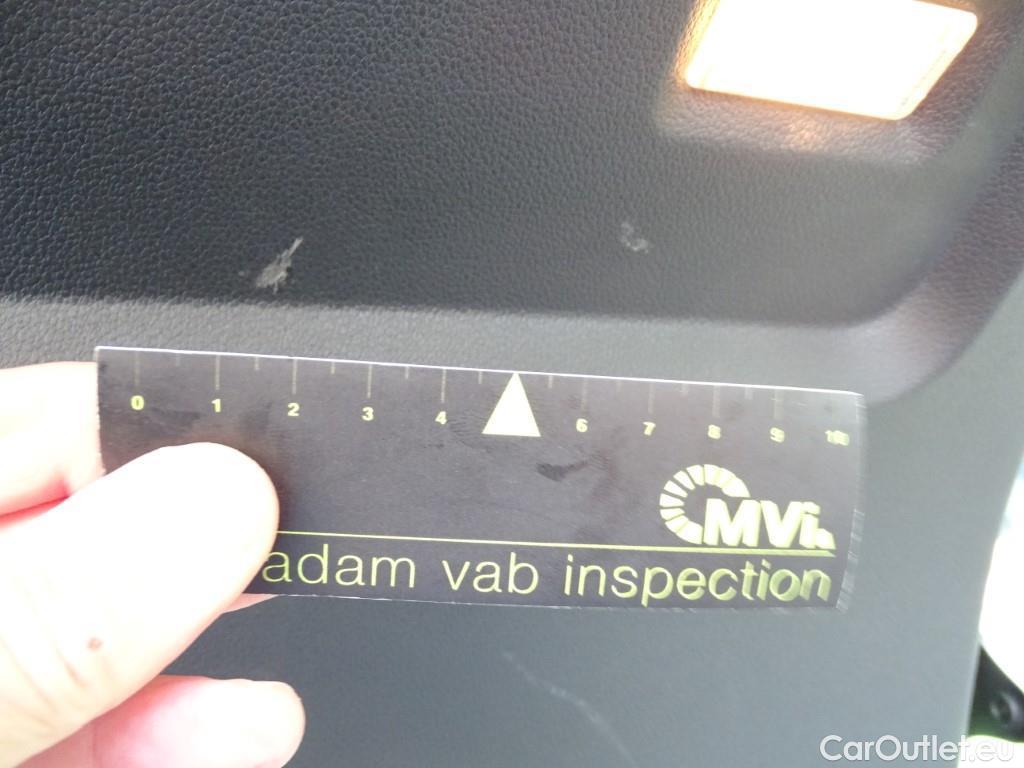 0 1 2 3 4 6 7 8 9 10
MVi.
adam vab inspection
CarOutlet.eu